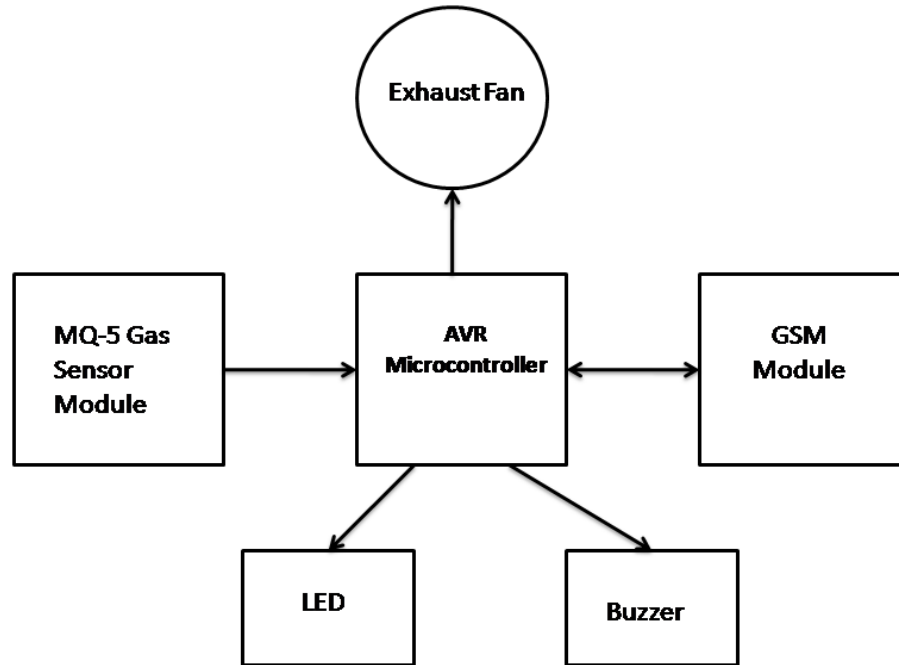 Exhaust Fan
MQ-5 Gas
Sensor
Module
AVR
Microcontroller
GSM
Module
LED
Buzzer